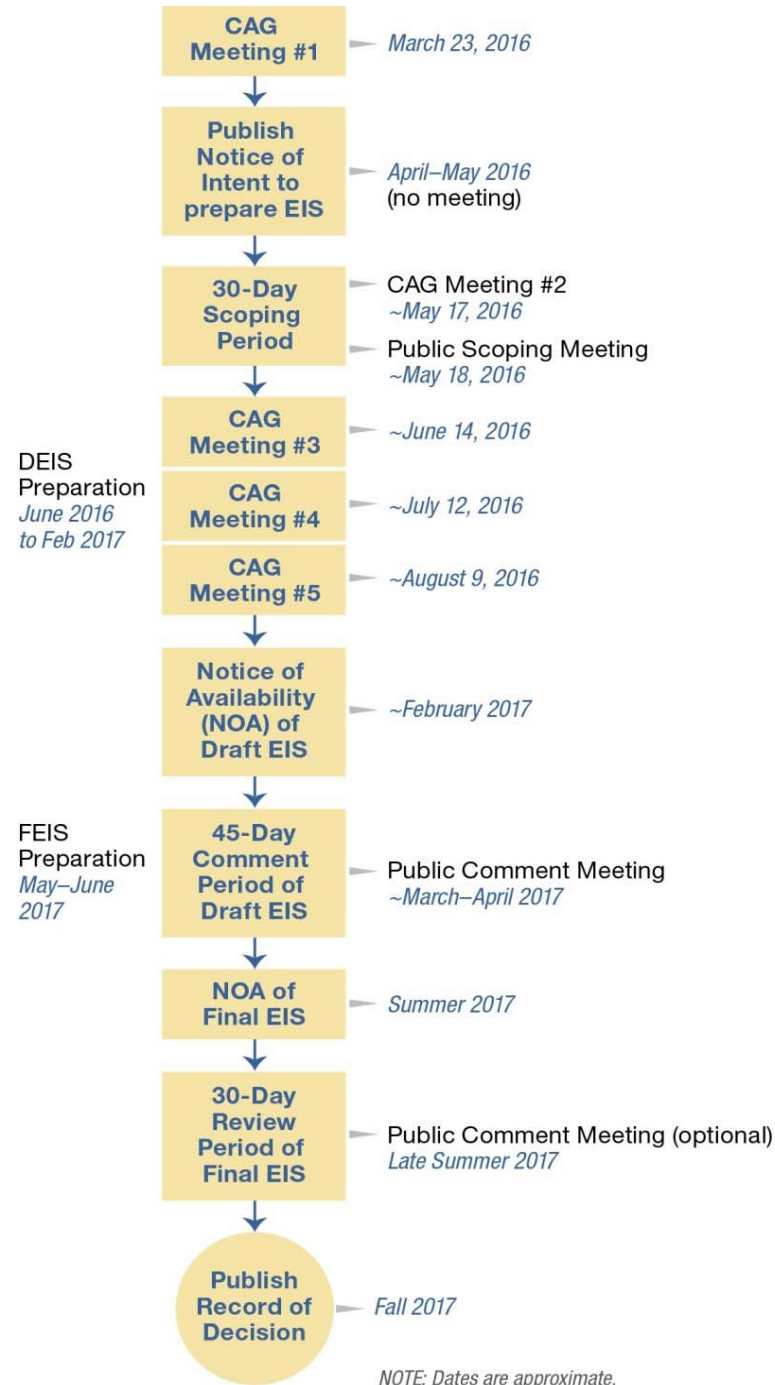 CAG
Meeting #1
March 23, 2016
Publish
Notice of
Intent to
prepare EIS
April–May 2016
(no meeting)
30-Day
Scoping
Period
CAG Meeting #2
~May 17, 2016
Public Scoping Meeting
~May 18, 2016
DEIS
Preparation
June 2016
to Feb 2017
CAG
Meeting #3
~June 14, 2016
CAG
Meeting #4
~July 12, 2016
CAG
Meeting #5
~August 9, 2016
Notice of
Availability
(NOA) of
Draft EIS
~February 2017
FEIS
Preparation
May–June
2017
45-Day
Comment
Period of
Draft EIS
Public Comment Meeting
~March–April 2017
NOA of
Final EIS
Summer 2017
30-Day
Review
Period of
Final EIS
Public Comment Meeting (optional)
Late Summer 2017
Publish
Record of
Decision
Fall 2017
NOTE: Dates are approximate.